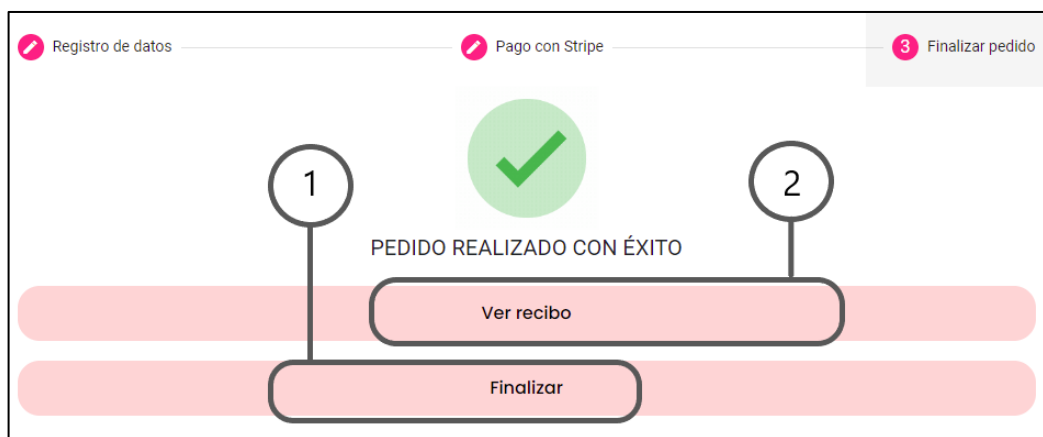 Registro de datos
Pago con Stripe
3 Finalizar pedido
1
2
PEDIDO REALIZADO CON ÉXITO
Ver recibo
Finalizar